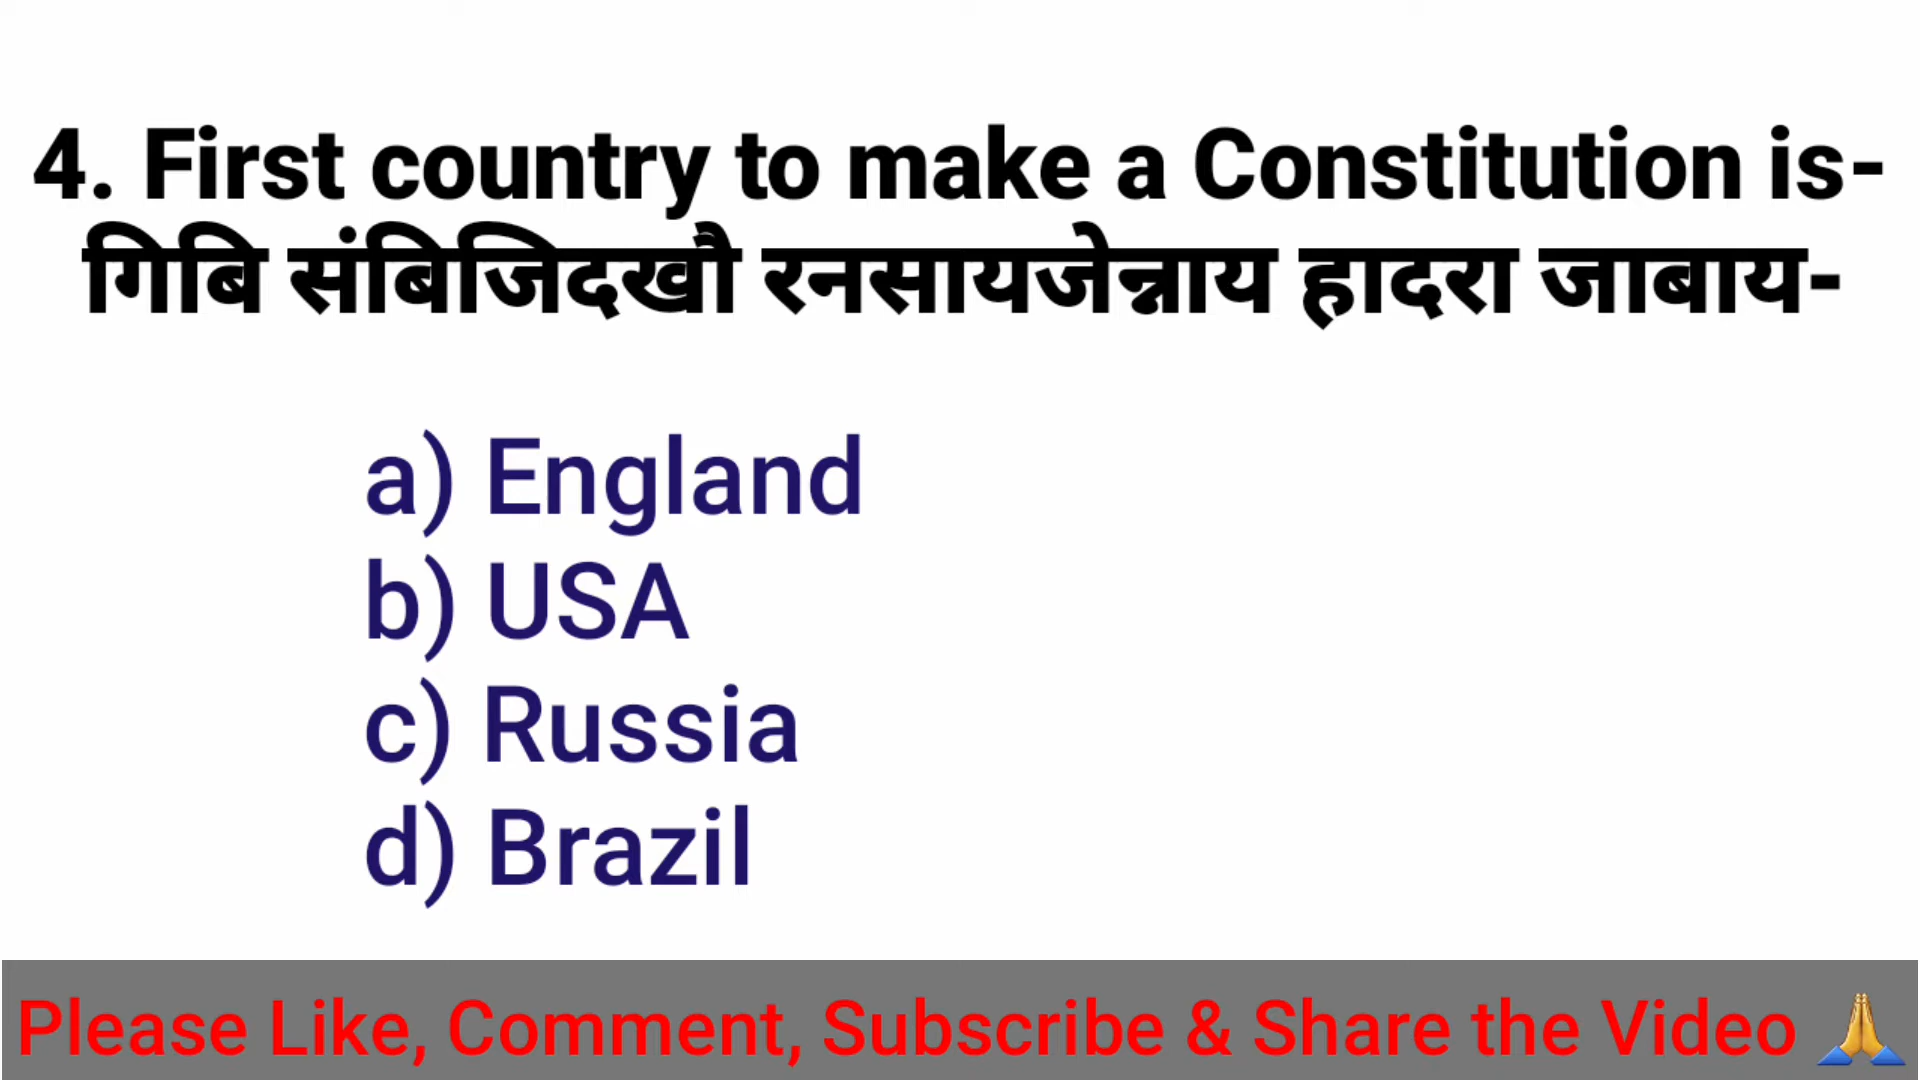 4. First country to make a Constitution is-
गिबि संबिजिदखौ रनसायजेन्नाय हादरा जाबाय-
a) England
b) USA
c) Russia
d) Brazil
Please Like, Comment, Subscribe & Share the Video 🙏